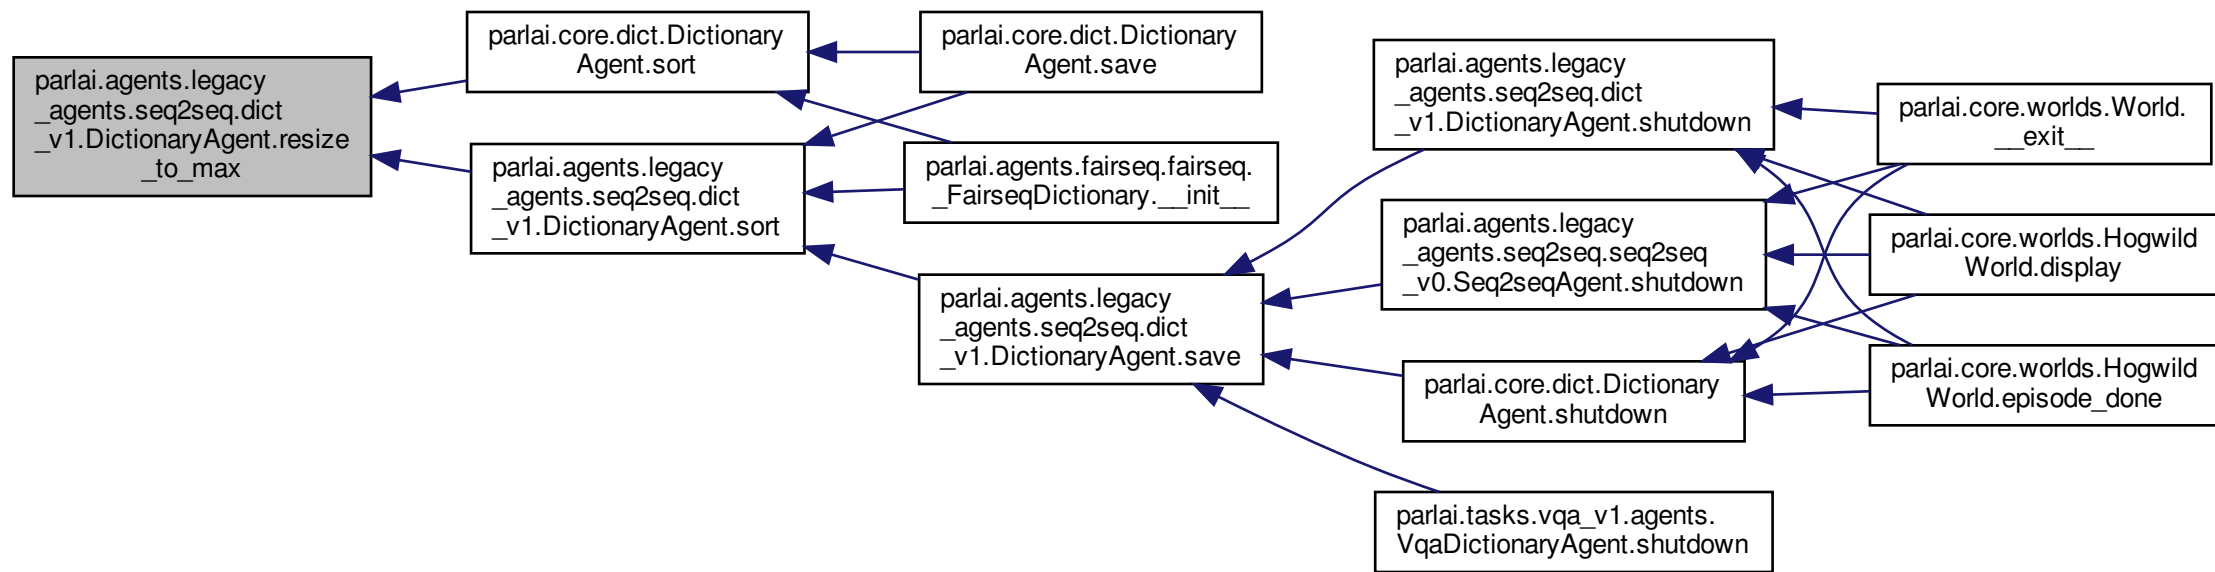 parlai.agents.legacy
_agents.seq2seq.dict
_v1.DictionaryAgent.resize
_to_max
parlai.core.dict.Dictionary
Agent.sort
parlai.agents.legacy
_agents.seq2seq.dict
_v1.DictionaryAgent.sort
parlai.core.dict.Dictionary
Agent.save
parlai.agents.fairseq.fairseq.
_FairseqDictionary.__init__
parlai.agents.legacy
_agents.seq2seq.dict
_v1.DictionaryAgent.save
parlai.agents.legacy
_agents.seq2seq.dict
_v1.DictionaryAgent.shutdown
parlai.agents.legacy
_agents.seq2seq.seq2seq
_v0.Seq2seqAgent.shutdown
parlai.core.dict.Dictionary
Agent.shutdown
parlai.tasks.vqa_v1.agents.
VqaDictionaryAgent.shutdown
parlai.core.worlds.World.
__exit__
parlai.core.worlds.Hogwild
World.display
parlai.core.worlds.Hogwild
World.episode_done